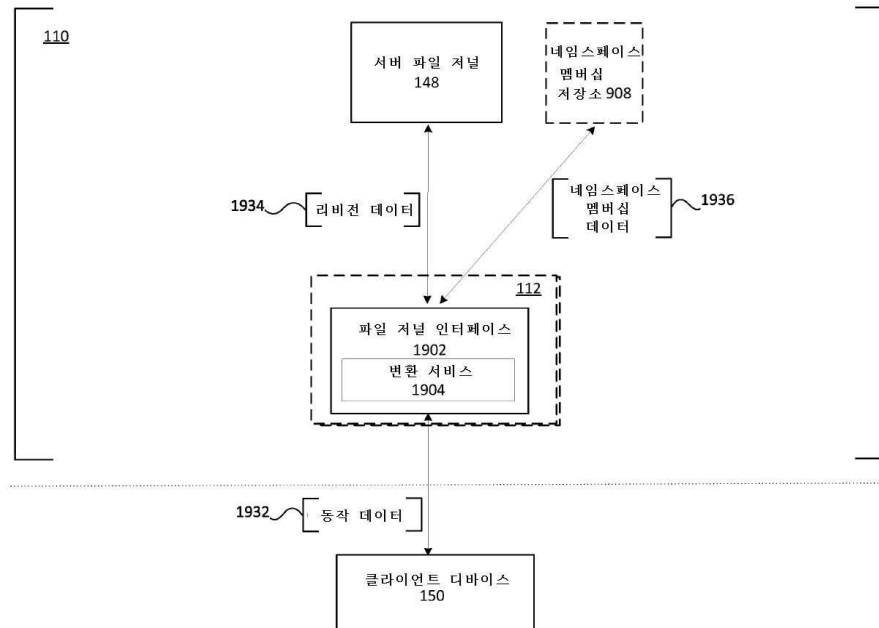 110
서버 파일 저널
148
네임스페이스
멤버십
저장소 908
1934
리비전 데이터
네임스페이스
멤버십
데이터
1936
112
파일 저널 인터페이스
1902
변환 서비스
1904
1932
동작 데이터
클라이언트 디바이스
150